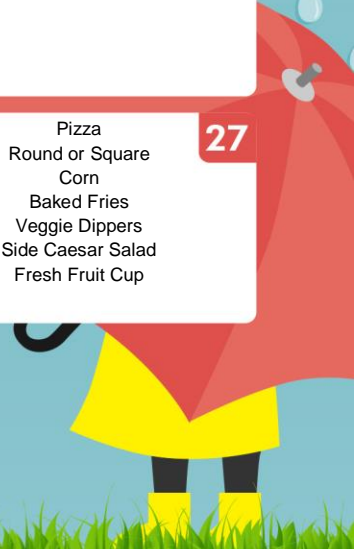 27
Pizza
Round or Square
Corn
Baked Fries
Veggie Dippers
Side Caesar Salad
Fresh Fruit Cup